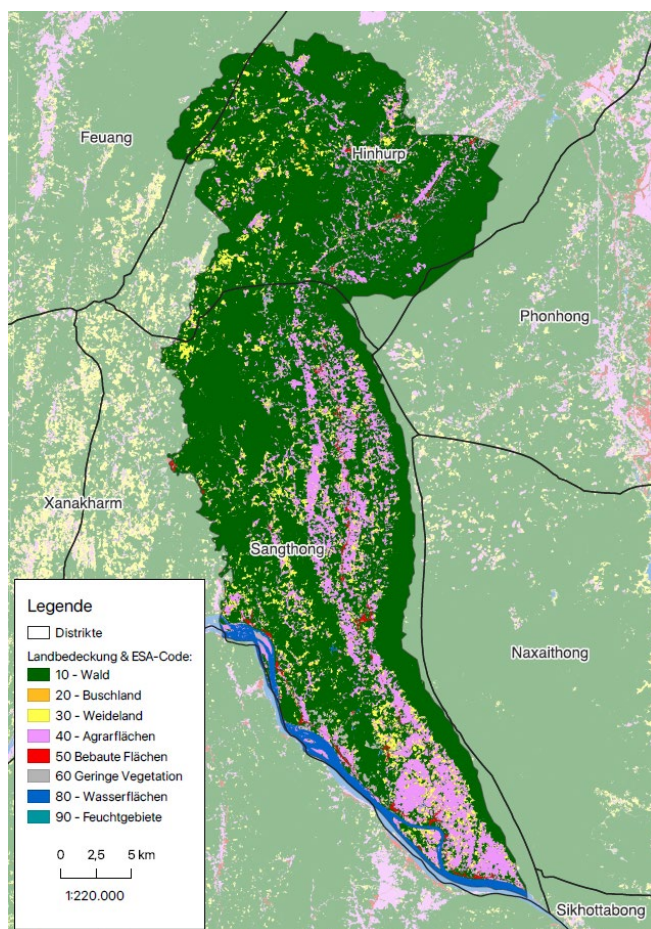 Feuang
Hinhurp
Phonhong
Xanakharm
Sangthong
Naxaithong
Sikhottabong
Legende
Distrikte
Landbedeckung & ESA-Code:
10 - Wald
20 - Buschland
30 - Weideland
40 - Agrarflächen
50 Bebaute Flächen
60 Geringe Vegetation
80 - Wasserflächen
90 - Feuchtgebiete
0 2,5 5 km
1:220.000